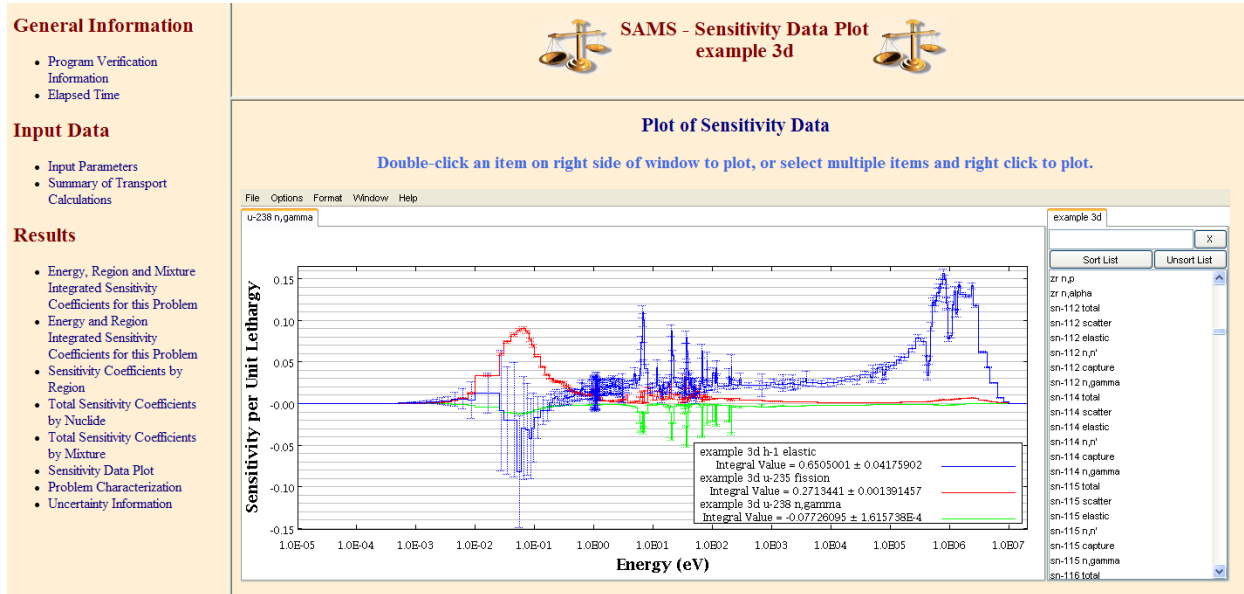 General Information
• Program Verification
Information
• Elapsed Time
Input Data
• Input Parameters
• Summary of Transport
Calculations
Results
• Energy, Region and Mixture
Integrated Sensitivity
Coefficients for this Problem
• Energy and Region
Integrated Sensitivity
Coefficients for this Problem
• Sensitivity Coefficients by
Region
• Total Sensitivity Coefficients
by Nuclide
• Total Sensitivity Coefficients
by Mixture
• Sensitivity Data Plot
• Problem Characterization
• Uncertainty Information
SAMS - Sensitivity Data Plot
example 3d
Plot of Sensitivity Data
Double-click an item on right side of window to plot, or select multiple items and right click to plot.
File Options Format Window Help
u-238 n,gamma
Sensitivity per Unit Lethargy
0.15
0.10
0.05
-0.00
-0.05
-0.10
-0.15
example 3d h-1 elastic
Integral Value = 0.6505001 ± 0.04175902
example 3d u-235 fission
Integral Value = 0.2713441 ± 0.001391457
example 3d u-238 n,gamma
Integral Value = -0.07726095 ± 1.615738E-4
1.0E-05 1.0E-04 1.0E-03 1.0E-02 1.0E-01 1.0E00 1.0E01 1.0E02 1.0E03 1.0E04 1.0E05 1.0E06 1.0E07
Energy (eV)
example 3d
X
Sort List Unsort List
zr n,p
zr n,alpha
sn-112 total
sn-112 scatter
sn-112 elastic
sn-112 n,n'
sn-112 capture
sn-112 n,gamma
sn-114 total
sn-114 scatter
sn-114 elastic
sn-114 n,n'
sn-114 capture
sn-114 n,gamma
sn-115 total
sn-115 scatter
sn-115 elastic
sn-115 n,n'
sn-115 capture
sn-115 n,gamma
sn-116 total